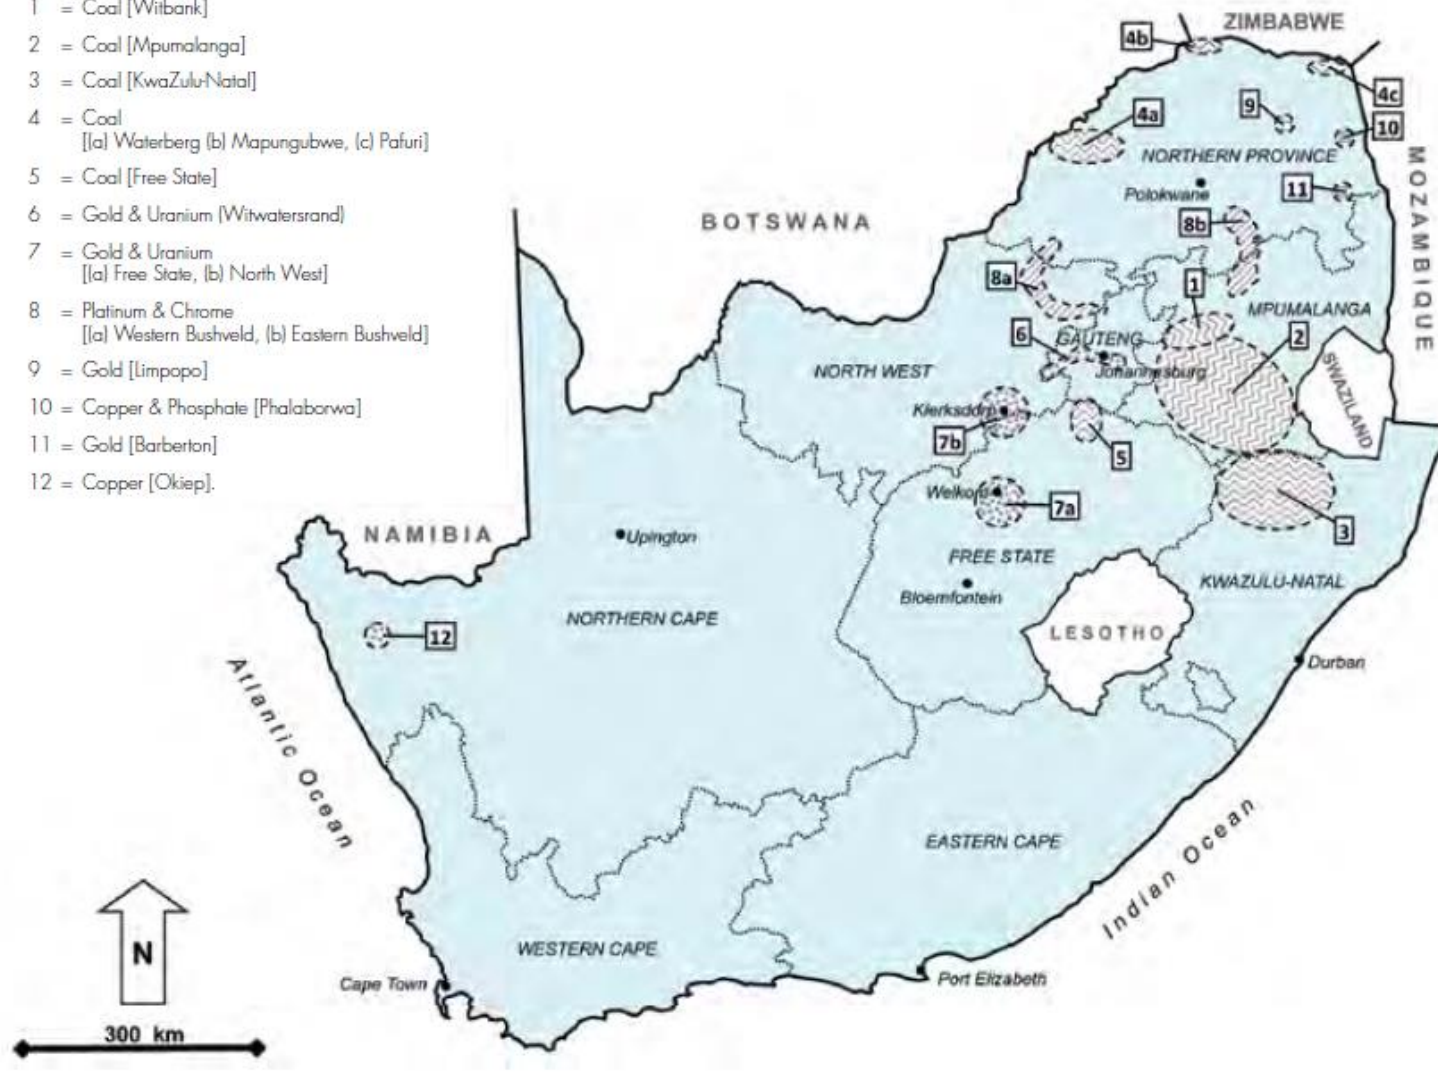 1 = Coal [Witbank]
2 = Coal [Mpumalanga]
3 = Coal [KwaZulu-Natal]
4 = Coal
[(a) Waterberg (b) Mapungubwe, (c) Pafuri]
5 = Coal [Free State]
6 = Gold & Uranium (Witwatersrand)
7 = Gold & Uranium
[(a) Free State, (b) North West]
8 = Platinum & Chrome
[(a) Western Bushveld, (b) Eastern Bushveld]
9 = Gold [Limpopo]
10 = Copper & Phosphate [Phalaborwa]
11 = Gold [Barberton]
12 = Copper [Okiep].
ZIMBABWE
4b
4c
9
4a
10
NORTHERN PROVINCE
MOZAMBIQUE
Polokwane
11
BOTSWANA
8b
8a
1
MPUMALANGA
6
GAUTENG
2
Johannesburg
NORTH WEST
SWAZILAND
Klerksdorp
7b
5
Welkom
7a
3
NAMIBIA
Upington
FREE STATE
KWAZULU-NATAL
Bloemfontein
NORTHERN CAPE
12
LESOTHO
Durban
Atlantic Ocean
EASTERN CAPE
Indian Ocean
WESTERN CAPE
N
Cape Town
Port Elizabeth
300 km